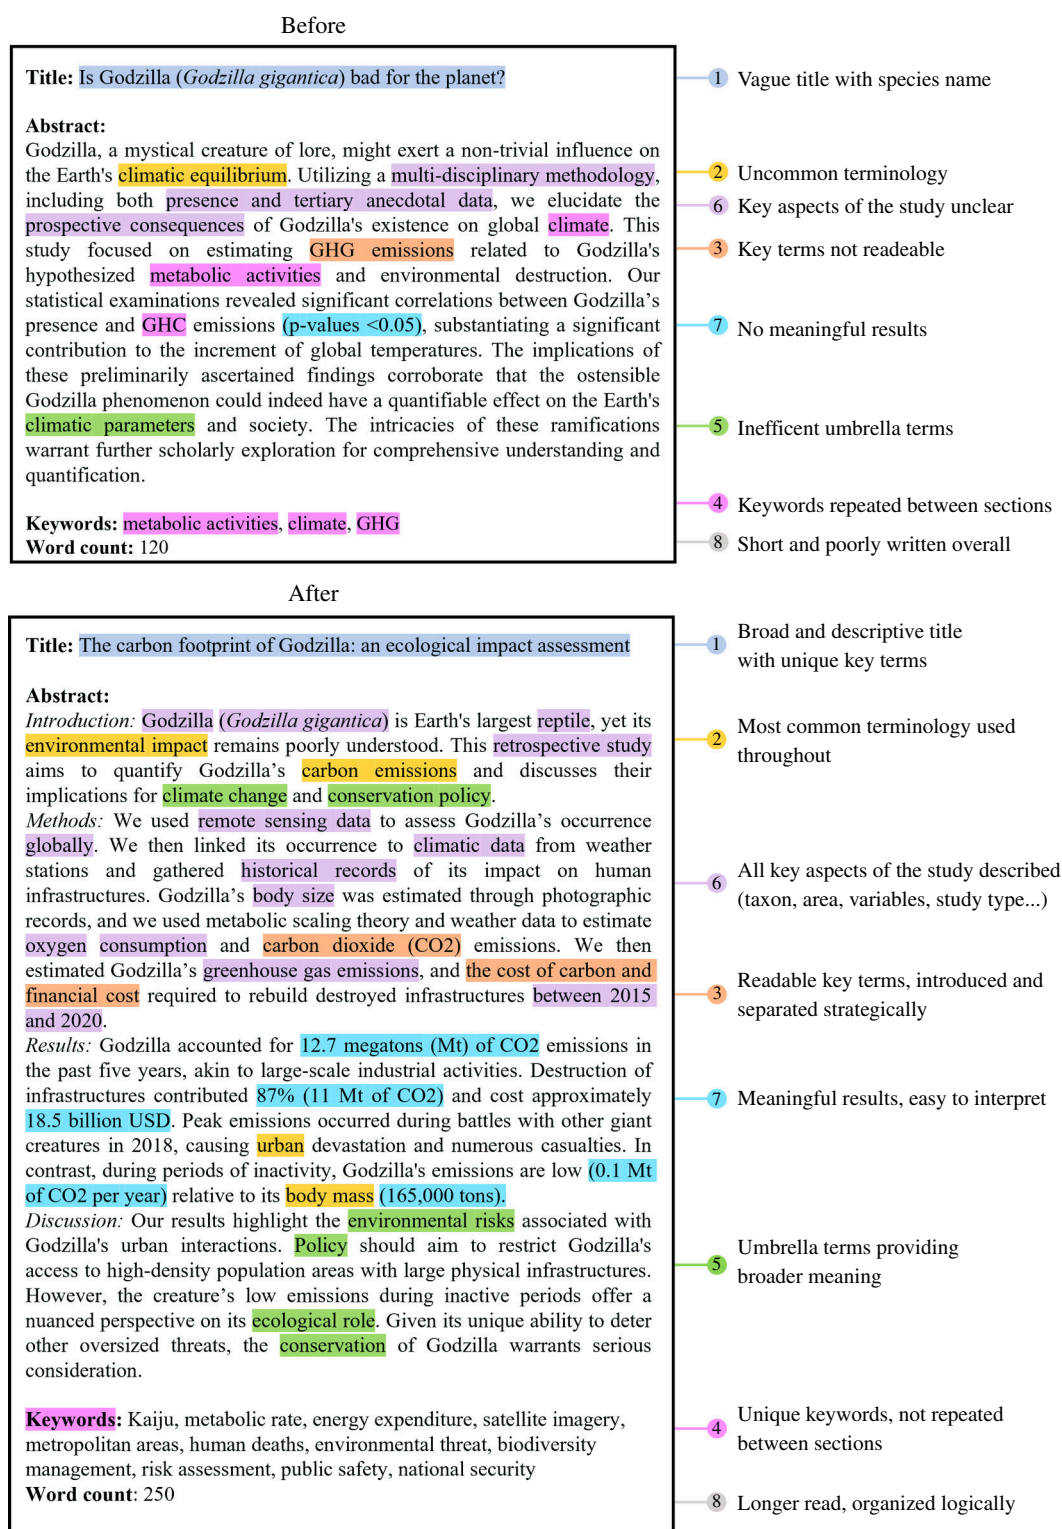 Before
Title: Is Godzilla (Godzilla gigantica) bad for the planet?
Abstract:
Godzilla, a mystical creature of lore, might exert a non-trivial influence on
the Earth's climatic equilibrium. Utilizing a multi-disciplinary methodology,
including both presence and tertiary anecdotal data, we elucidate the
prospective consequences of Godzilla's existence on global climate. This
study focused on estimating GHG emissions related to Godzilla's
hypothesized metabolic activities and environmental destruction. Our
statistical examinations revealed significant correlations between Godzilla's
presence and GHC emissions (p-values <0.05), substantiating a significant
contribution to the increment of global temperatures. The implications of
these preliminarily ascertained findings corroborate that the ostensible
Godzilla phenomenon could indeed have a quantifiable effect on the Earth's
climatic parameters and society. The intricacies of these ramifications
warrant further scholarly exploration for comprehensive understanding and
quantification.
Keywords: metabolic activities, climate, GHG
Word count: 120
1 Vague title with species name
2 Uncommon terminology
6 Key aspects of the study unclear
3 Key terms not readeable
7 No meaningful results
5 Inefficent umbrella terms
4 Keywords repeated between sections
8 Short and poorly written overall
After
Title: The carbon footprint of Godzilla: an ecological impact assessment
Abstract:
Introduction: Godzilla (Godzilla gigantica) is Earth's largest reptile, yet its
environmental impact remains poorly understood. This retrospective study
aims to quantify Godzilla's carbon emissions and discusses their
implications for climate change and conservation policy.
Methods: We used remote sensing data to assess Godzilla's occurrence
globally. We then linked its occurrence to climatic data from weather
stations and gathered historical records of its impact on human
infrastructures. Godzilla's body size was estimated through photographic
records, and we used metabolic scaling theory and weather data to estimate
oxygen consumption and carbon dioxide (CO2) emissions. We then
estimated Godzilla's greenhouse gas emissions, and the cost of carbon and
financial cost required to rebuild destroyed infrastructures between 2015
and 2020.
Results: Godzilla accounted for 12.7 megatons (Mt) of CO2 emissions in
the past five years, akin to large-scale industrial activities. Destruction of
infrastructures contributed 87% (11 Mt of CO2) and cost approximately
18.5 billion USD. Peak emissions occurred during battles with other giant
creatures in 2018, causing urban devastation and numerous casualties. In
contrast, during periods of inactivity, Godzilla's emissions are low (0.1 Mt
of CO2 per year) relative to its body mass (165,000 tons).
Discussion: Our results highlight the environmental risks associated with
Godzilla's urban interactions. Policy should aim to restrict Godzilla's
access to high-density population areas with large physical infrastructures.
However, the creature's low emissions during inactive periods offer a
nuanced perspective on its ecological role. Given its unique ability to deter
other oversized threats, the conservation of Godzilla warrants serious
consideration.
Keywords: Kaiju, metabolic rate, energy expenditure, satellite imagery,
metropolitan areas, human deaths, environmental threat, biodiversity
management, risk assessment, public safety, national security
Word count: 250
1 Broad and descriptive title
with unique key terms
2 Most common terminology used
throughout
6 All key aspects of the study described
(taxon, area, variables, study type...)
3 Readable key terms, introduced and
separated strategically
7 Meaningful results, easy to interpret
5 Umbrella terms providing
broader meaning
4 Unique keywords, not repeated
between sections
8 Longer read, organized logically